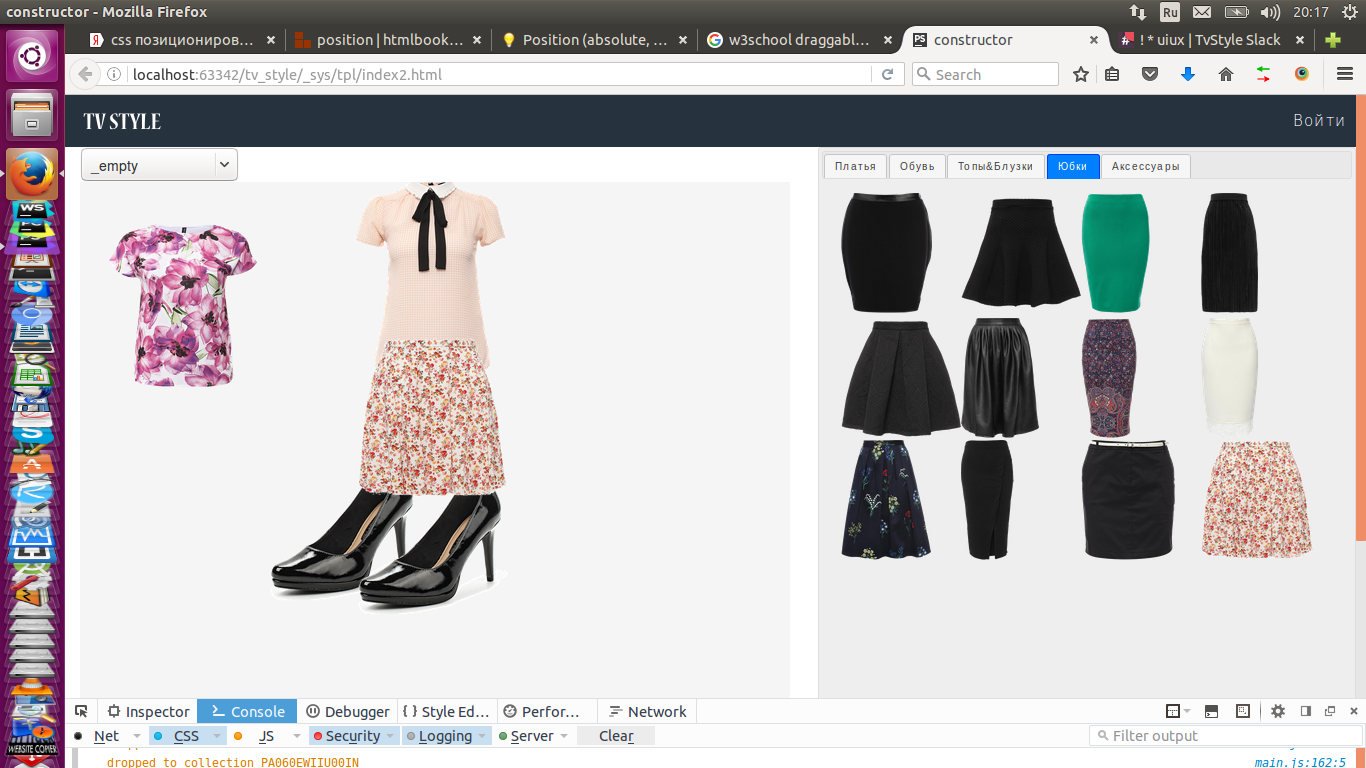 constructor - Mozilla Firefox
Ru
20:17
css позициониров…
position | htmlbook…
Position (absolute, …
w3school draggabl…
PS
constructor
! * uiux | TvStyle Slack
localhost:63342/tv_style/_sys/tpl/index2.html
Search
TV STYLE
Войти
_empty
Платья
Обувь
Топы&Блузки
Юбки
Аксессуары
WS
WEBSITE COPIER
Inspector
Console
Debugger
Style Ed…
Perfor…
Network
Net
CSS
JS
Security
Logging
Server
Clear
Filter output
dropped to collection PA060EWIIU00IN
main.js:162:5